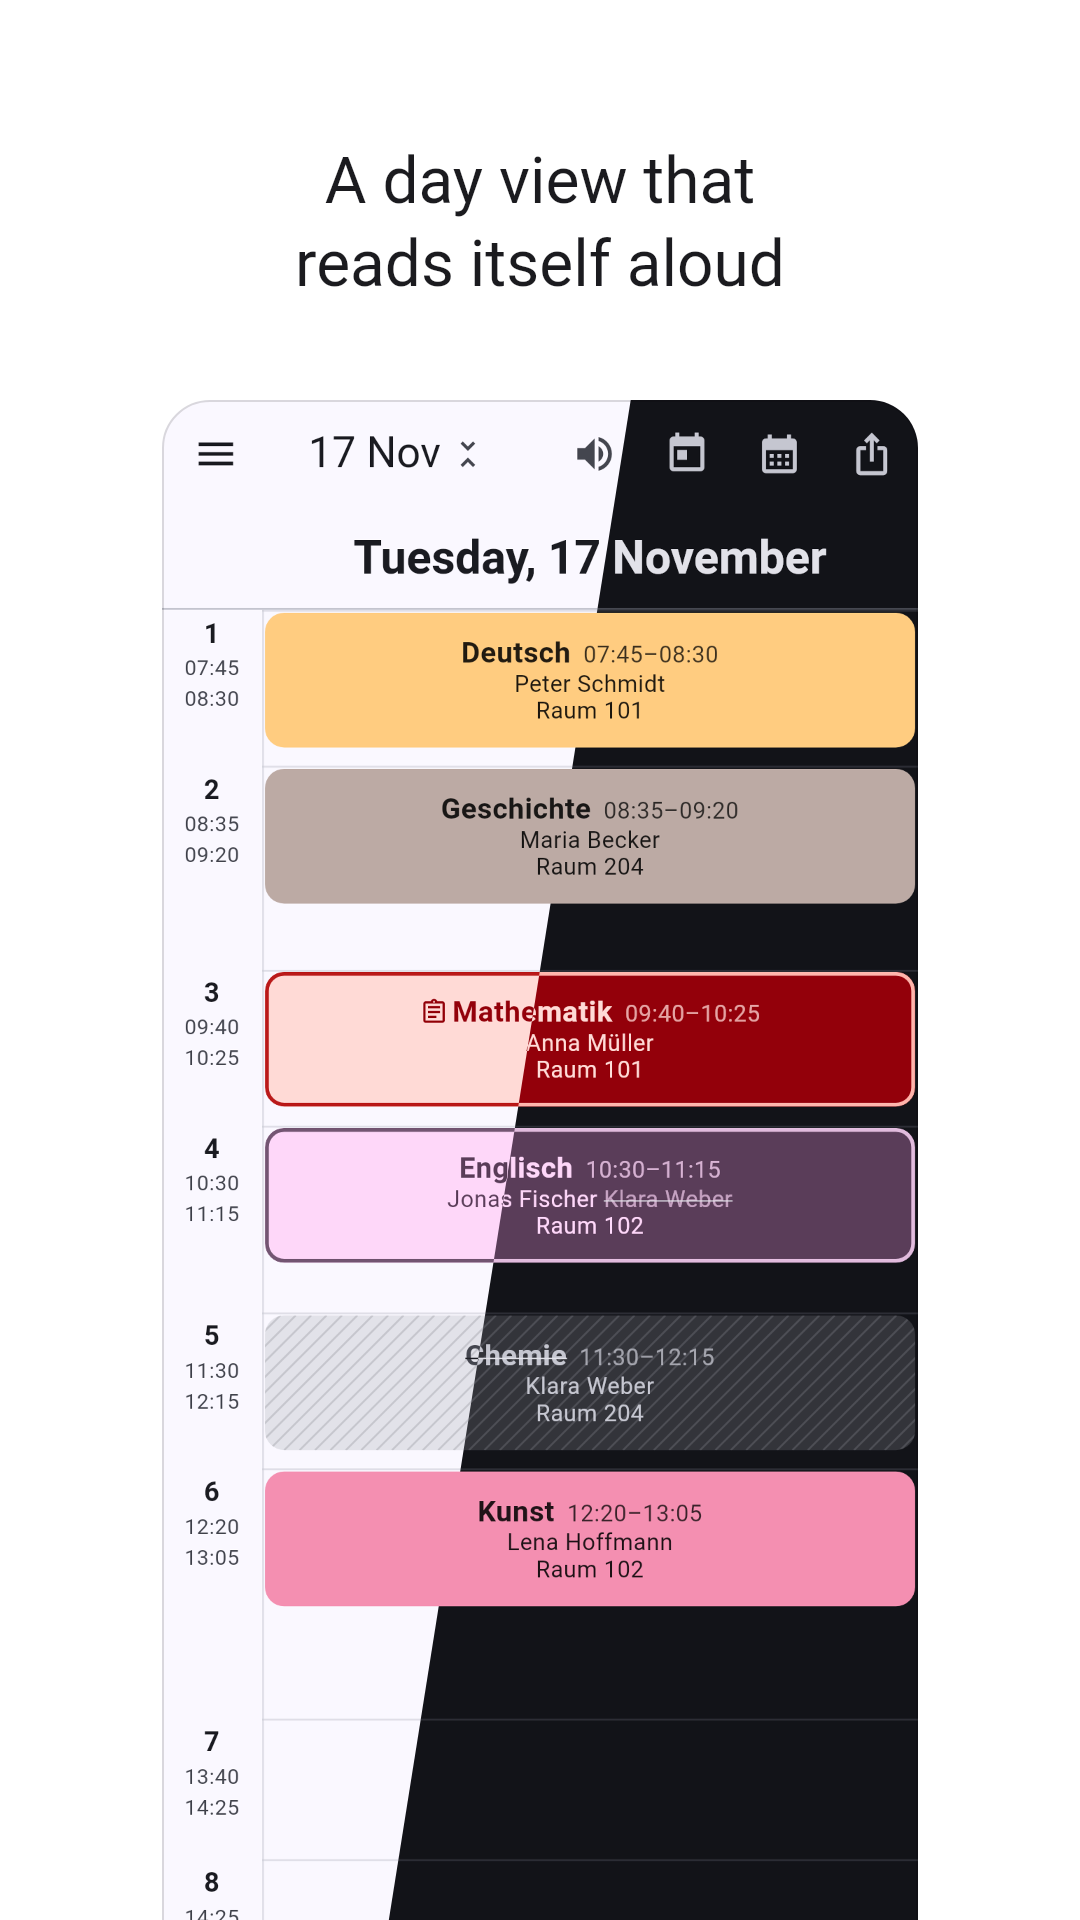 A day view that
reads itself aloud
17 Nov
Tuesday, 17 November
1
07:45
08:30
Deutsch 07:45–08:30
Peter Schmidt
Raum 101
2
08:35
09:20
Geschichte 08:35–09:20
Maria Becker
Raum 204
3
09:40
10:25
Mathematik 09:40–10:25
Anna Müller
Raum 101
4
10:30
11:15
Englisch 10:30–11:15
Jonas Fischer Klara Weber
Raum 102
5
11:30
12:15
Chemie 11:30–12:15
Klara Weber
Raum 204
6
12:20
13:05
Kunst 12:20–13:05
Lena Hoffmann
Raum 102
7
13:40
14:25
8
14:25